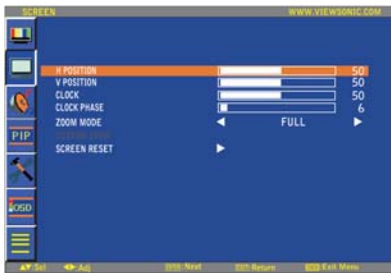 SCREEN WWW.VIEWSONIC.COM
H POSITION 50
V POSITION 50
CLOCK 50
CLOCK PHASE 6
ZOOM MODE FULL
SCREEN RESET
PIP
OSD
Sel Adj Next Return Exit Menu